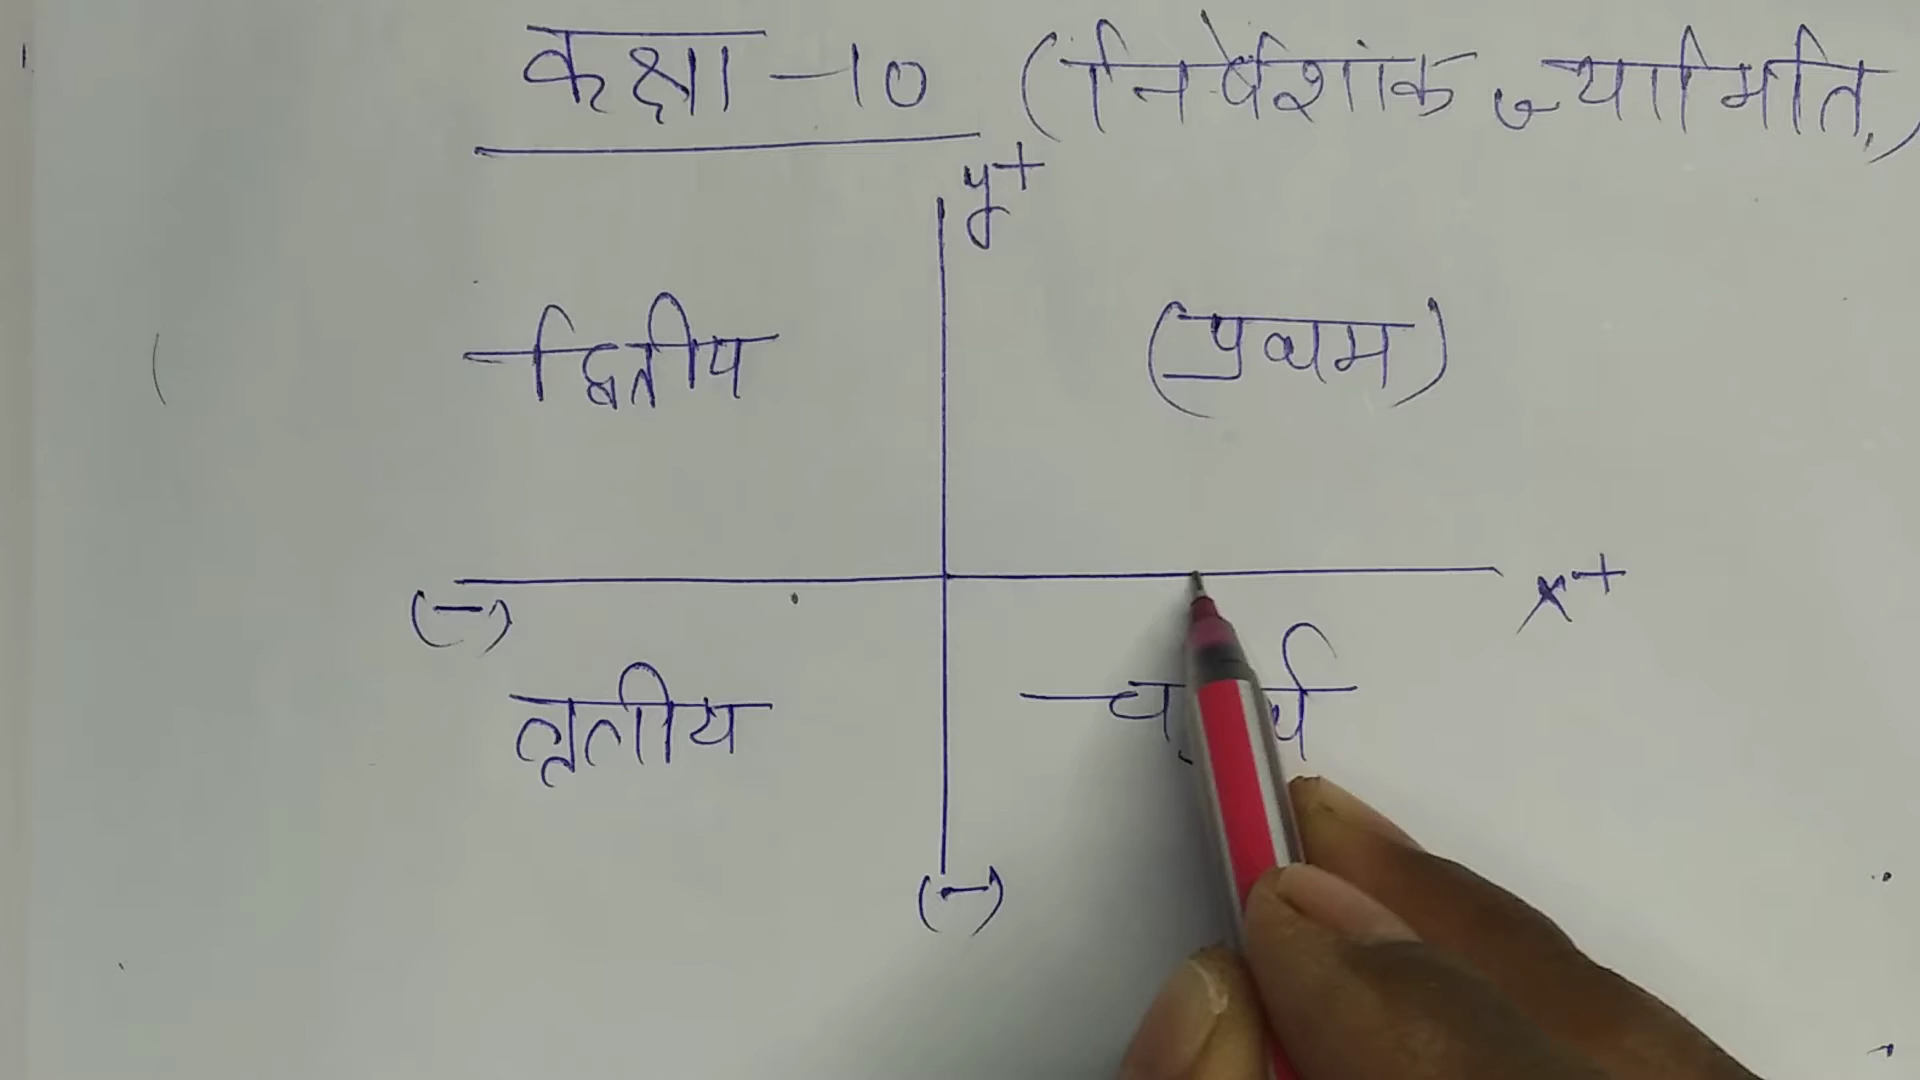 कक्षा -10 (निर्देशांक ज्यामिति)
y+
द्वितीय (प्रथम)
(-) x+
तृतीय
(-)